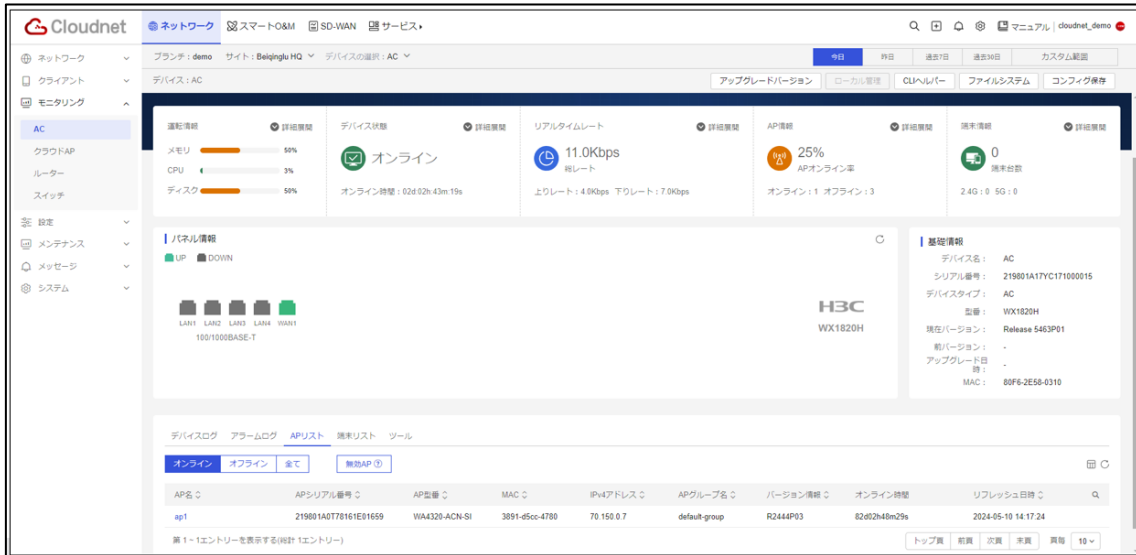 Cloudnet ネットワーク スマートO&M SD-WAN サービス マニュアル cloudnet_demo
ネットワーク
クライアント
モニタリング
AC
クラウドAP
ルーター
スイッチ
設定
メンテナンス
メッセージ
システム
ブランチ：demo サイト：Beiqinglu HQ デバイスの選択：AC 今日 昨日 過去7日 過去30日 カスタム範囲
デバイス：AC アップグレードバージョン ローカル管理 CLIヘルパー ファイルシステム コンフィグ保存
運転情報 詳細展開
メモリ 50%
CPU 3%
ディスク 50%
デバイス状態 詳細展開
オンライン
オンライン時間：02d:02h:43m:19s
リアルタイムレート 詳細展開
11.0Kbps
総レート
上りレート：4.0Kbps 下りレート：7.0Kbps
AP情報 詳細展開
25%
APオンライン率
オンライン：1 オフライン：3
端末情報 詳細展開
0
端末台数
2.4G：0 5G：0
パネル情報
UP DOWN
LAN1 LAN2 LAN3 LAN4 WAN1
100/1000BASE-T
H3C
WX1820H
基礎情報
デバイス名： AC
シリアル番号： 219801A17YC171000015
デバイスタイプ： AC
型番： WX1820H
現在バージョン： Release 5463P01
前バージョン： -
アップグレード日
時： -
MAC： 80F6-2E58-0310
デバイスログ アラームログ APリスト 端末リスト ツール
オンライン オフライン 全て 無効AP
AP名 APシリアル番号 AP型番 MAC IPv4アドレス APグループ名 バージョン情報 オンライン時間 リフレッシュ日時
ap1 219801A0T78161E01659 WA4320-ACN-SI 3891-d5cc-4780 70.150.0.7 default-group R2444P03 82d02h48m29s 2024-05-10 14:17:24
第 1 ~ 1エントリーを表示する(総計 1エントリー) トップ頁 前頁 次頁 末頁 頁毎 10